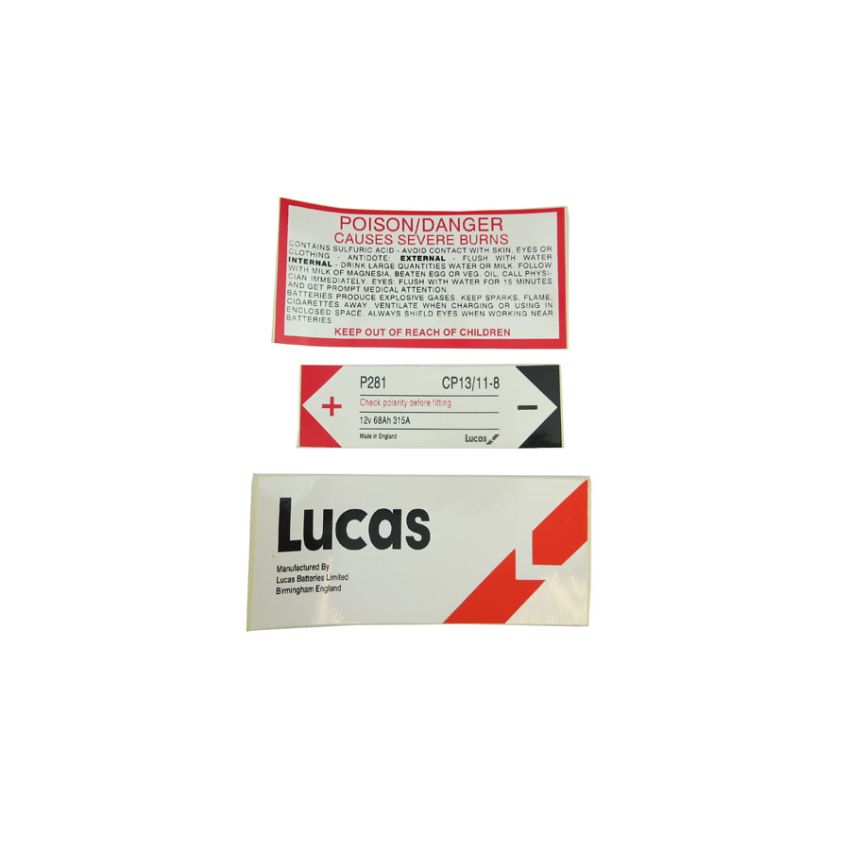 POISON/DANGER
CAUSES SEVERE BURNS
CONTAINS SULFURIC ACID - AVOID CONTACT WITH SKIN, EYES OR
CLOTHING - ANTIDOTE: EXTERNAL - FLUSH WITH WATER
INTERNAL - DRINK LARGE QUANTITIES WATER OR MILK. FOLLOW
WITH MILK OF MAGNESIA, BEATEN EGG OR VEG. OIL. CALL PHYSI-
CIAN IMMEDIATELY. EYES: FLUSH WITH WATER FOR 15 MINUTES
AND GET PROMPT MEDICAL ATTENTION.
BATTERIES PRODUCE EXPLOSIVE GASES. KEEP SPARKS, FLAME,
CIGARETTES AWAY. VENTILATE WHEN CHARGING OR USING IN
ENCLOSED SPACE. ALWAYS SHIELD EYES WHEN WORKING NEAR
BATTERIES
KEEP OUT OF REACH OF CHILDREN
P281 CP13/11-8
Check polarity before fitting
+ −
12v 68Ah 315A
Made in England Lucas
Lucas
Manufactured By
Lucas Batteries Limited
Birmingham England